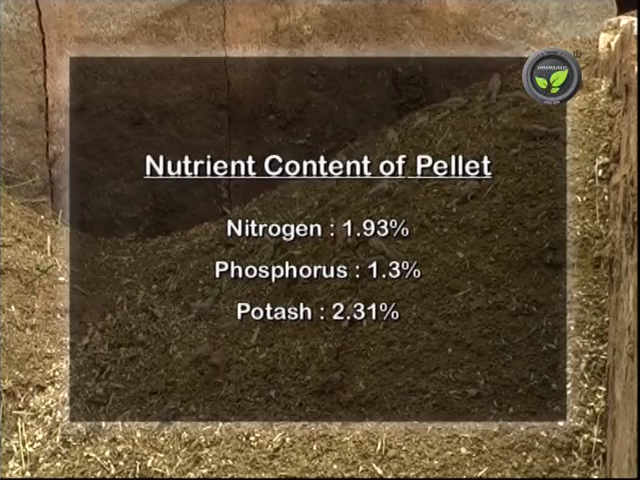 Nutrient Content of Pellet
Nitrogen : 1.93%
Phosphorus : 1.3%
Potash : 2.31%